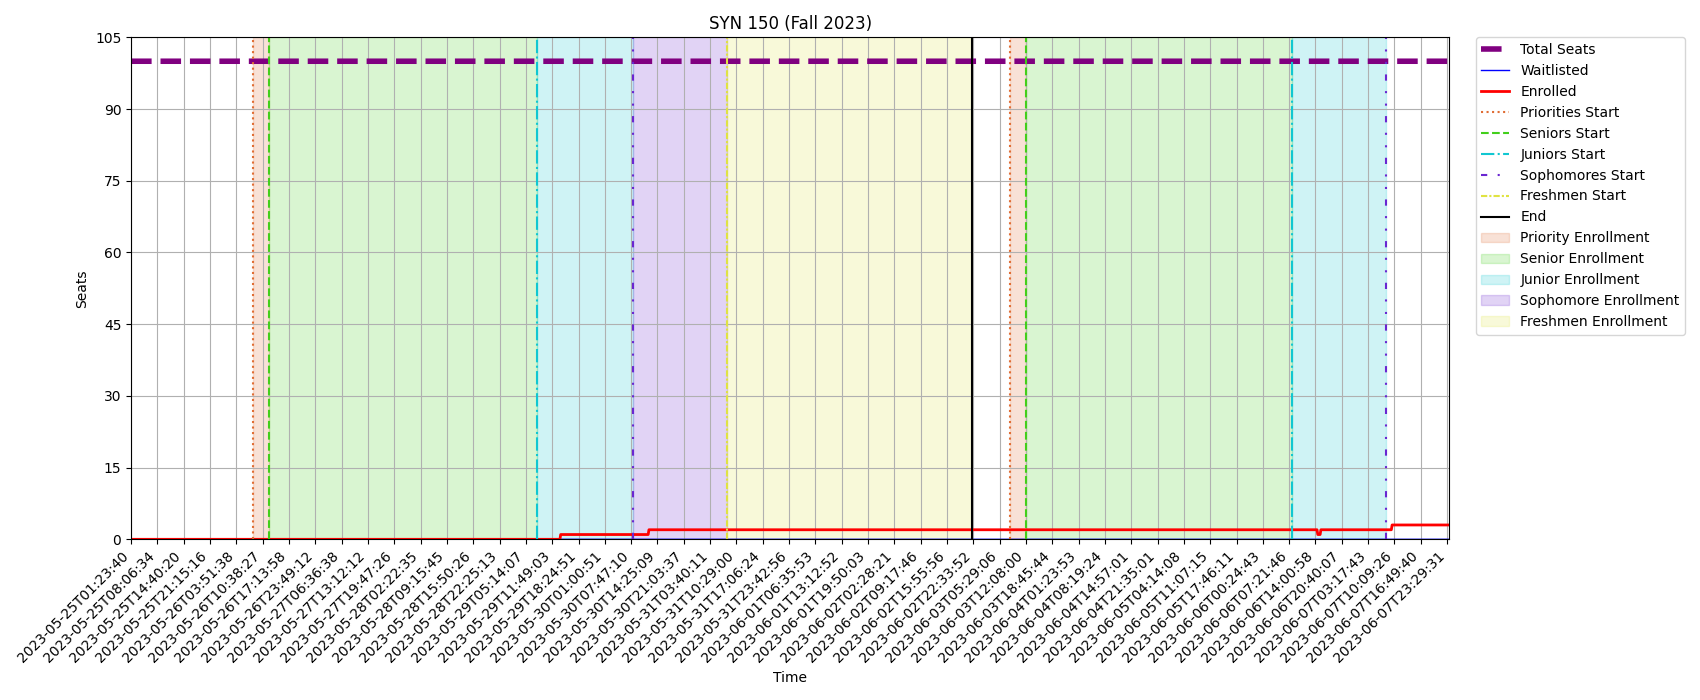 SYN 150 (Fall 2023)
105
90
75
60
45
30
15
0
Seats
2023-05-25T01:23:40
2023-05-25T08:06:34
2023-05-25T14:40:20
2023-05-25T21:15:16
2023-05-26T03:51:38
2023-05-26T10:38:27
2023-05-26T17:13:58
2023-05-26T23:49:12
2023-05-27T06:36:38
2023-05-27T13:12:12
2023-05-27T19:47:26
2023-05-28T02:22:35
2023-05-28T09:15:45
2023-05-28T15:50:26
2023-05-28T22:25:13
2023-05-29T05:14:07
2023-05-29T11:49:03
2023-05-29T18:24:51
2023-05-30T01:00:51
2023-05-30T07:47:10
2023-05-30T14:25:09
2023-05-30T21:03:37
2023-05-31T03:40:11
2023-05-31T10:29:00
2023-05-31T17:06:24
2023-05-31T23:42:56
2023-06-01T06:35:53
2023-06-01T13:12:52
2023-06-01T19:50:03
2023-06-02T02:28:21
2023-06-02T09:17:46
2023-06-02T15:55:56
2023-06-02T22:33:52
2023-06-03T05:29:06
2023-06-03T12:08:00
2023-06-03T18:45:44
2023-06-04T01:23:53
2023-06-04T08:19:24
2023-06-04T14:57:01
2023-06-04T21:35:01
2023-06-05T04:14:08
2023-06-05T11:07:15
2023-06-05T17:46:11
2023-06-06T00:24:43
2023-06-06T07:21:46
2023-06-06T14:00:58
2023-06-06T20:40:07
2023-06-07T03:17:43
2023-06-07T10:09:26
2023-06-07T16:49:40
2023-06-07T23:29:31
Time
Total Seats
Waitlisted
Enrolled
Priorities Start
Seniors Start
Juniors Start
Sophomores Start
Freshmen Start
End
Priority Enrollment
Senior Enrollment
Junior Enrollment
Sophomore Enrollment
Freshmen Enrollment